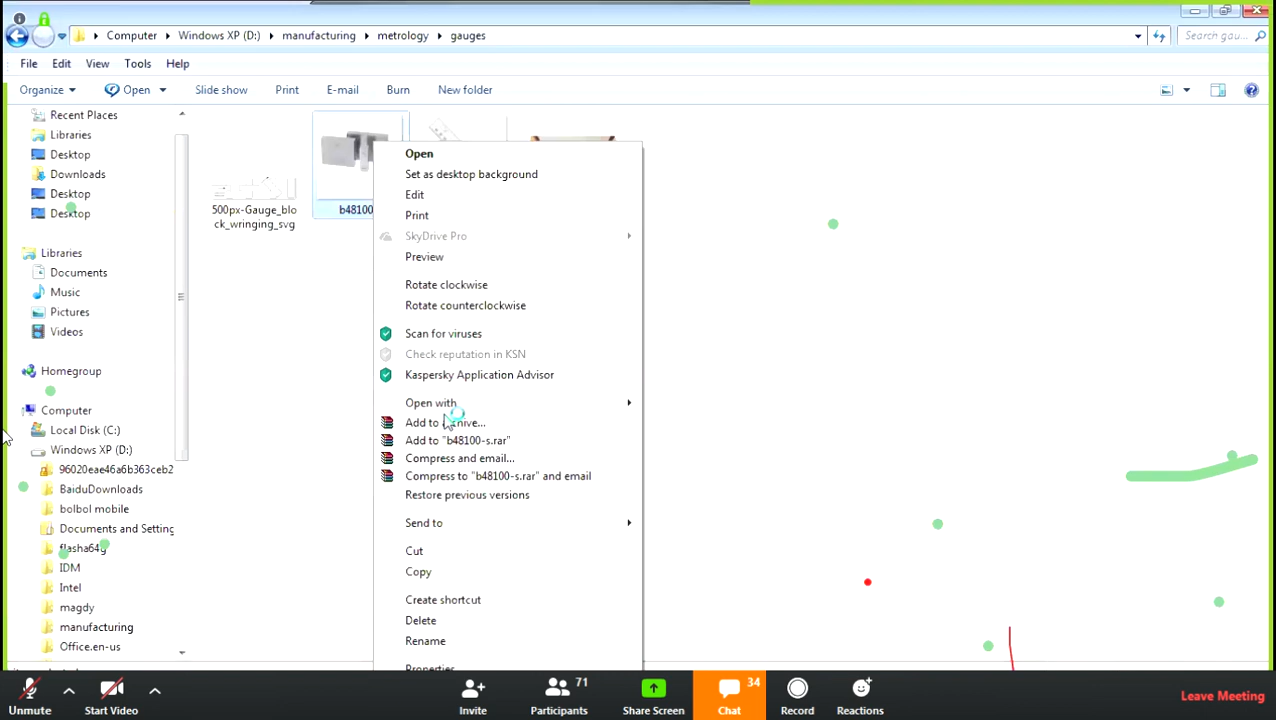 Computer Windows XP (D:) manufacturing metrology gauges Search gau...
File Edit View Tools Help
Organize Open Slide show Print E-mail Burn New folder
Recent Places
Libraries
Desktop
Downloads
Desktop
Desktop
Libraries
Documents
Music
Pictures
Videos
Homegroup
Computer
Local Disk (C:)
Windows XP (D:)
96020eae46a6b363ceb2
BaiduDownloads
bolbol mobile
Documents and Setting
flasha64g
IDM
Intel
magdy
manufacturing
Office.en-us
500px-Gauge_blo
ck_wringing_svg
b48100
Open
Set as desktop background
Edit
Print
SkyDrive Pro
Preview
Rotate clockwise
Rotate counterclockwise
Scan for viruses
Check reputation in KSN
Kaspersky Application Advisor
Open with
Add to archive...
Add to "b48100-s.rar"
Compress and email...
Compress to "b48100-s.rar" and email
Restore previous versions
Send to
Cut
Copy
Create shortcut
Delete
Rename
Properties
Unmute Start Video Invite Participants 71 Share Screen Chat 34 Record Reactions Leave Meeting